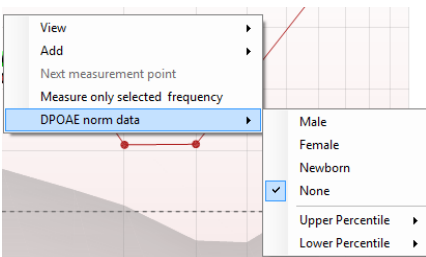 View
Add
Next measurement point
Measure only selected frequency
DPOAE norm data
Male
Female
Newborn
None
Upper Percentile
Lower Percentile